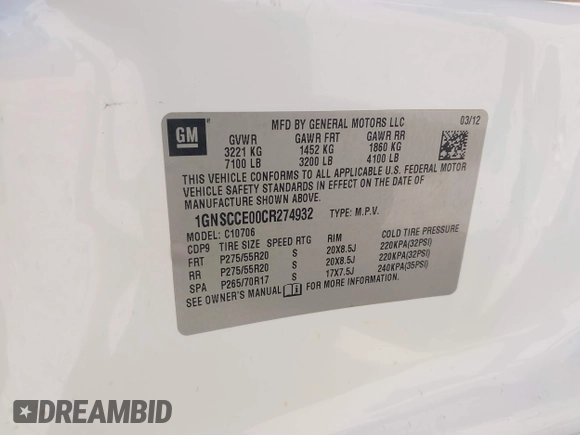 MFD BY GENERAL MOTORS LLC 03/12
GM GVWR GAWR FRT GAWR RR
3221 KG 1452 KG 1860 KG
7100 LB 3200 LB 4100 LB
THIS VEHICLE CONFORMS TO ALL APPLICABLE U.S. FEDERAL MOTOR
VEHICLE SAFETY STANDARDS IN EFFECT ON THE DATE OF
MANUFACTURE SHOWN ABOVE.
1GNSCCE00CR274932 TYPE: M.P.V.
MODEL: C10706
CDP9 TIRE SIZE SPEED RTG RIM COLD TIRE PRESSURE
FRT P275/55R20 S 20X8.5J 220KPA(32PSI)
RR P275/55R20 S 20X8.5J 220KPA(32PSI)
SPA P265/70R17 S 17X7.5J 240KPA(35PSI)
SEE OWNER'S MANUAL FOR MORE INFORMATION.
DREAMBID